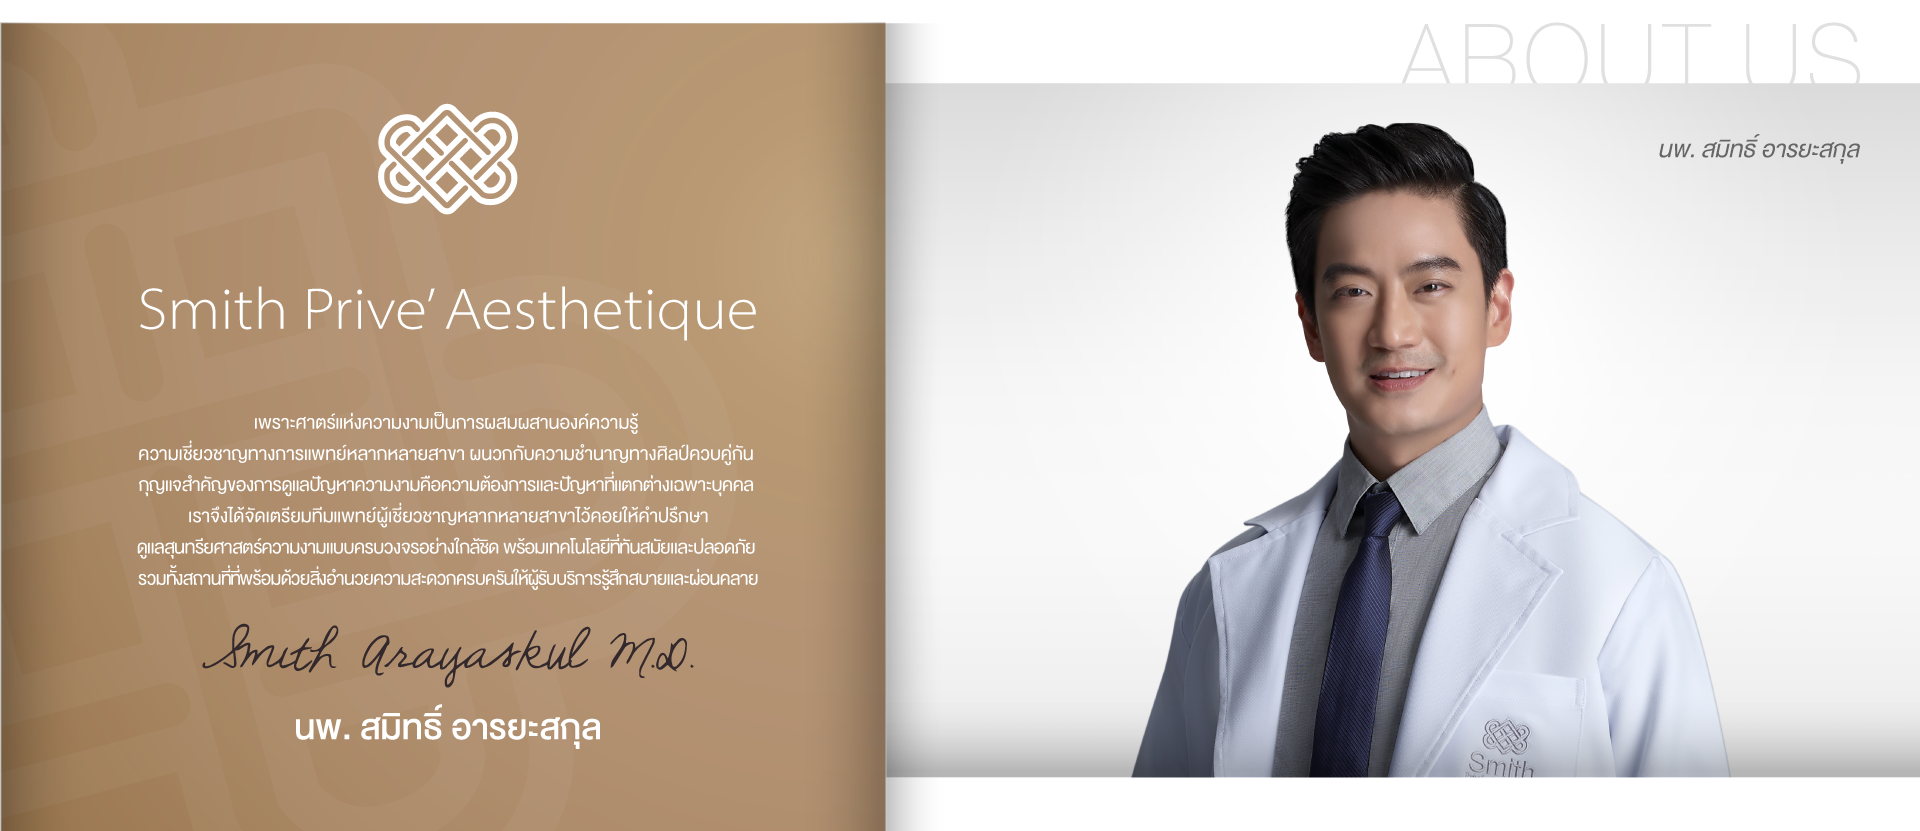 Smith Prive' Aesthetique
เพราะศาตร์แห่งความงามเป็นการผสมผสานองค์ความรู้
ความเชี่ยวชาญทางการแพทย์หลากหลายสาขา ผนวกกับความชำนาญทางศิลป์ควบคู่กัน
กุญแจสำคัญของการดูแลปัญหาความงามคือความต้องการและปัญหาที่แตกต่างเฉพาะบุคคล
เราจึงได้จัดเตรียมทีมแพทย์ผู้เชี่ยวชาญหลากหลายสาขาไว้คอยให้คำปรึกษา
ดูแลสุนทรียศาสตร์ความงามแบบครบวงจรอย่างใกล้ชิด พร้อมเทคโนโลยีที่ทันสมัยและปลอดภัย
รวมทั้งสถานที่ที่พร้อมด้วยสิ่งอำนวยความสะดวกครบครันให้ผู้รับบริการรู้สึกสบายและผ่อนคลาย
Smith Arayaskul M.D.
นพ. สมิทธิ์ อารยะสกุล
ABOUT US
นพ. สมิทธิ์ อารยะสกุล
Smith